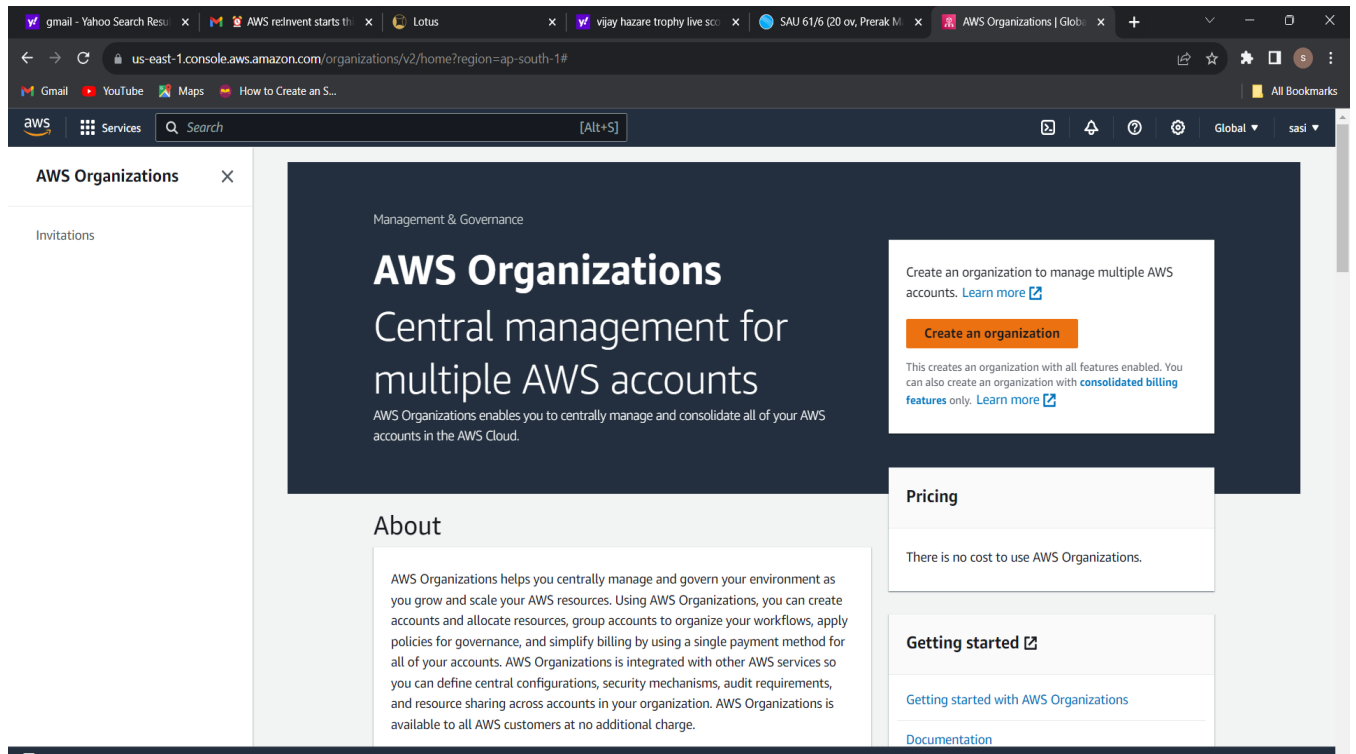 gmail - Yahoo Search Resu
AWS re:Invent starts thi
Lotus
vijay hazare trophy live sco
SAU 61/6 (20 ov, Prerak M
AWS Organizations | Globa
us-east-1.console.aws.amazon.com/organizations/v2/home?region=ap-south-1#
S
Gmail
YouTube
Maps
How to Create an S...
All Bookmarks
aws
Services
Search
[Alt+S]
Global
sasi
AWS Organizations
Invitations
Management & Governance
AWS Organizations
Central management for
multiple AWS accounts
AWS Organizations enables you to centrally manage and consolidate all of your AWS
accounts in the AWS Cloud.
Create an organization to manage multiple AWS
accounts. Learn more
Create an organization
This creates an organization with all features enabled. You
can also create an organization with consolidated billing
features only. Learn more
Pricing
There is no cost to use AWS Organizations.
Getting started
Getting started with AWS Organizations
Documentation
About
AWS Organizations helps you centrally manage and govern your environment as
you grow and scale your AWS resources. Using AWS Organizations, you can create
accounts and allocate resources, group accounts to organize your workflows, apply
policies for governance, and simplify billing by using a single payment method for
all of your accounts. AWS Organizations is integrated with other AWS services so
you can define central configurations, security mechanisms, audit requirements,
and resource sharing across accounts in your organization. AWS Organizations is
available to all AWS customers at no additional charge.